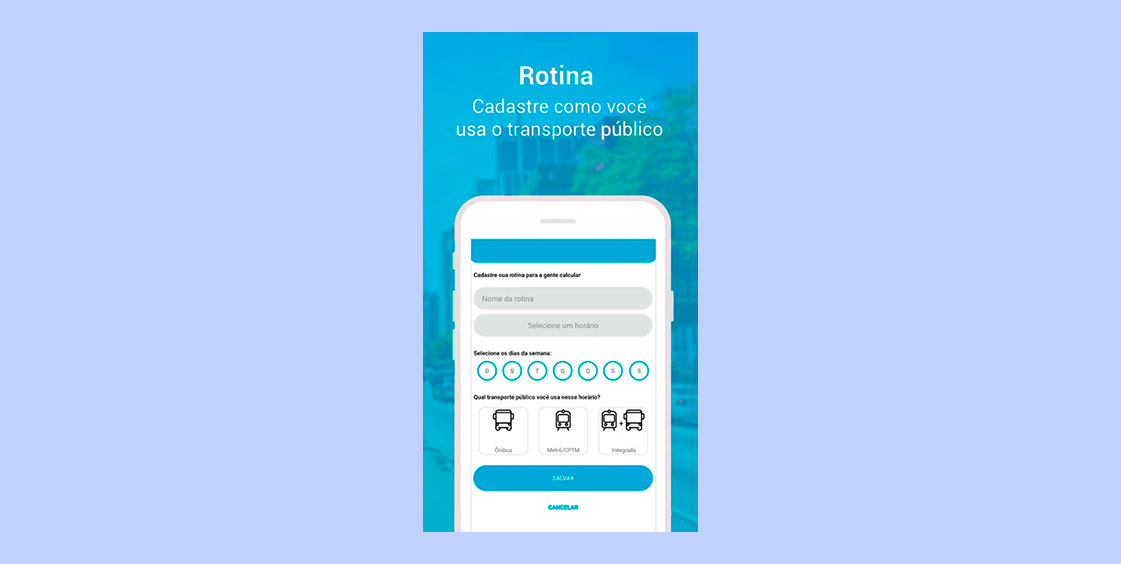 Rotina
Cadastre como você
usa o transporte público
Cadastre sua rotina para a gente calcular
Nome da rotina
Selecione um horário
Selecione os dias da semana:
D S T Q Q S S
Qual transporte público você usa nesse horário?
+
Ônibus Metrô/CPTM Integrado
SALVAR
CANCELAR